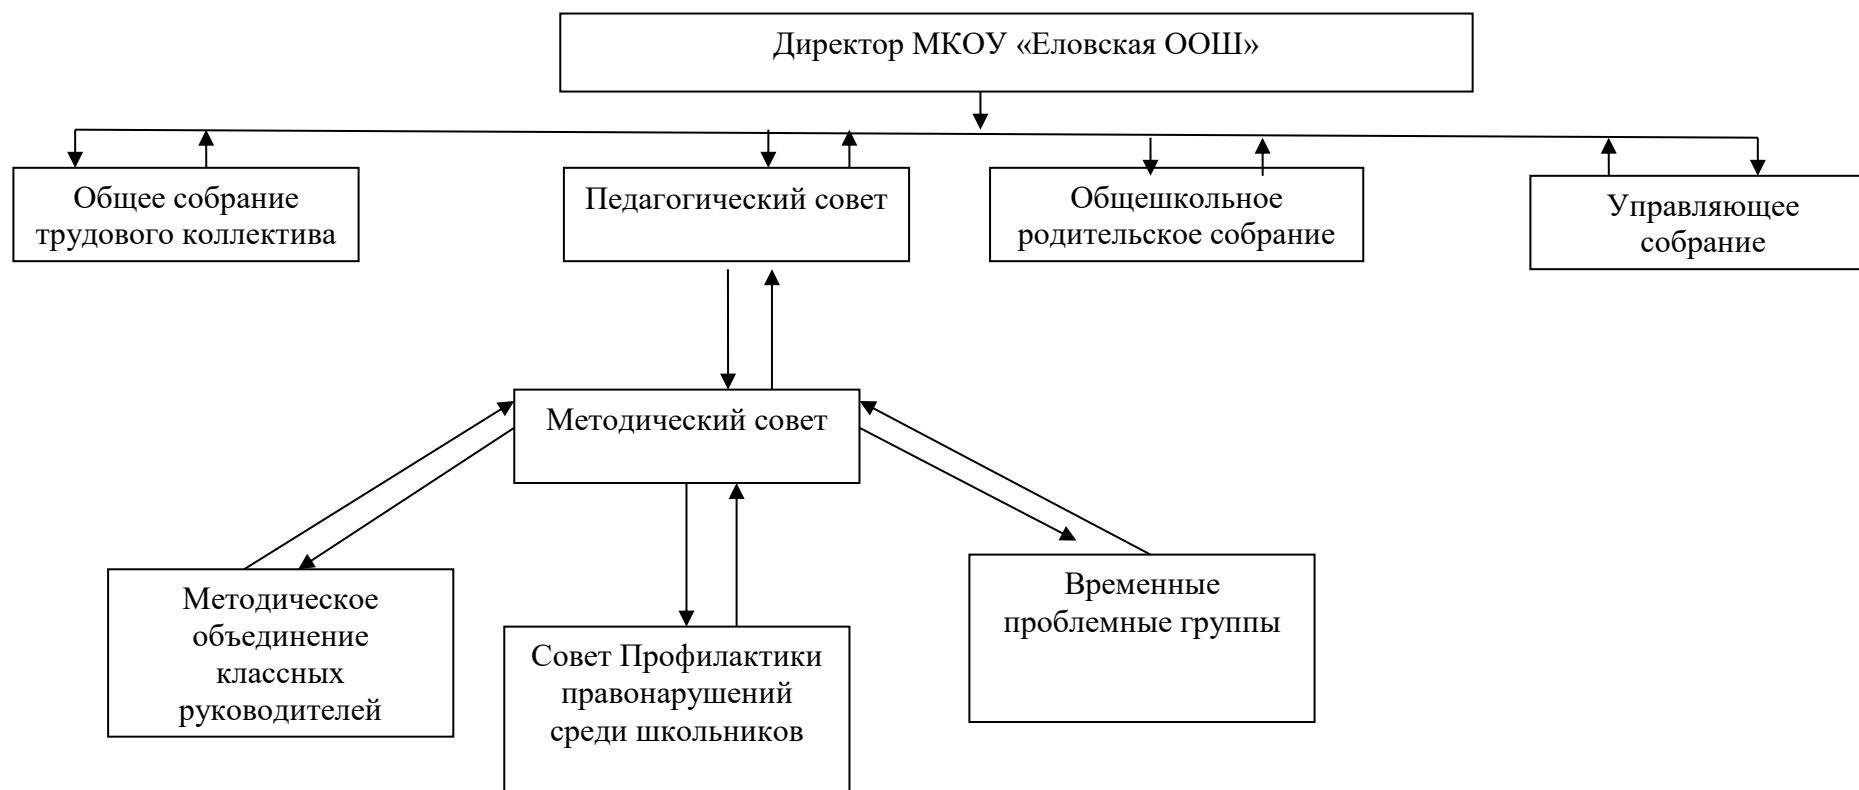 Директор МКОУ «Еловская ООШ»
Общее собрание
трудового коллектива
Педагогический совет
Общешкольное
родительское собрание
Управляющее
собрание
Методический совет
Методическое
объединение
классных
руководителей
Совет Профилактики
правонарушений
среди школьников
Временные
проблемные группы